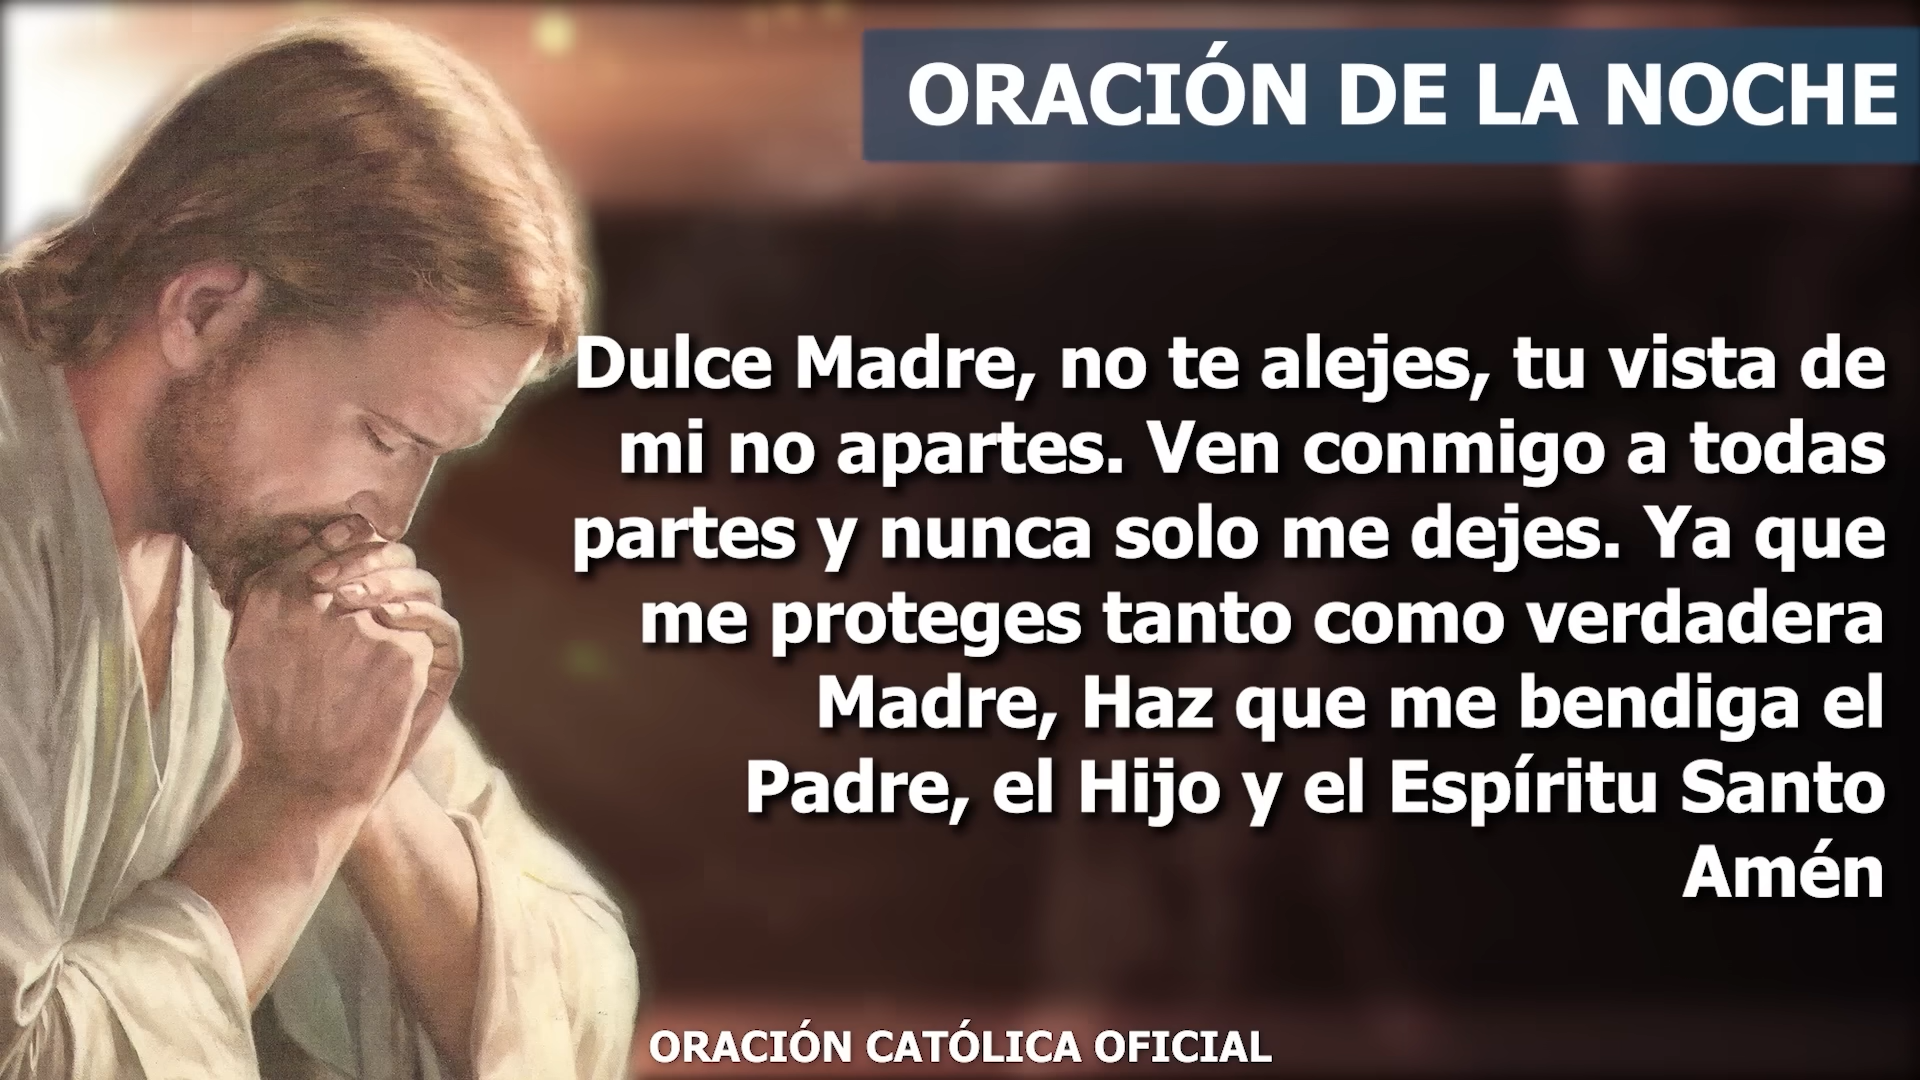 ORACIÓN DE LA NOCHE
Dulce Madre, no te alejes, tu vista de
mi no apartes. Ven conmigo a todas
partes y nunca solo me dejes. Ya que
me proteges tanto como verdadera
Madre, Haz que me bendiga el
Padre, el Hijo y el Espíritu Santo
Amén
ORACIÓN CATÓLICA OFICIAL